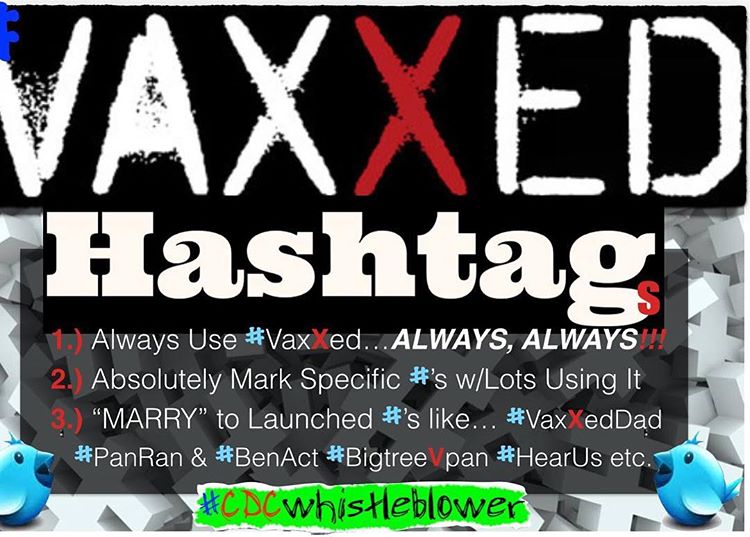 #VAXXED
Hashtags
1.) Always Use #VaxXed...ALWAYS, ALWAYS!!!
2.) Absolutely Mark Specific #'s w/Lots Using It
3.) “MARRY” to Launched #'s like... #VaxXedDad
#PanRan & #BenAct #BigtreeVpan #HearUs etc.
#CDCwhistleblower